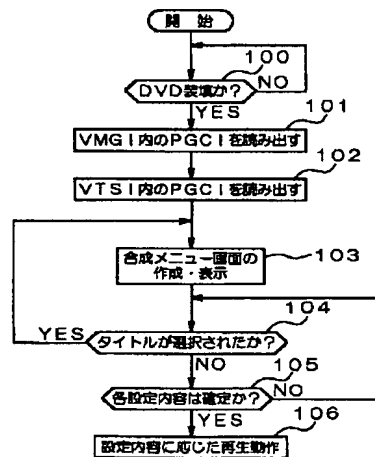 開 始
100
DVD装填か？
NO
YES
101
VMGI内のPGCIを読み出す
102
VTSI内のPGCIを読み出す
103
合成メニュー画面の
作成・表示
104
YES
タイトルが選択されたか？
NO
105
各設定内容は確定か？
NO
YES
106
設定内容に応じた再生動作